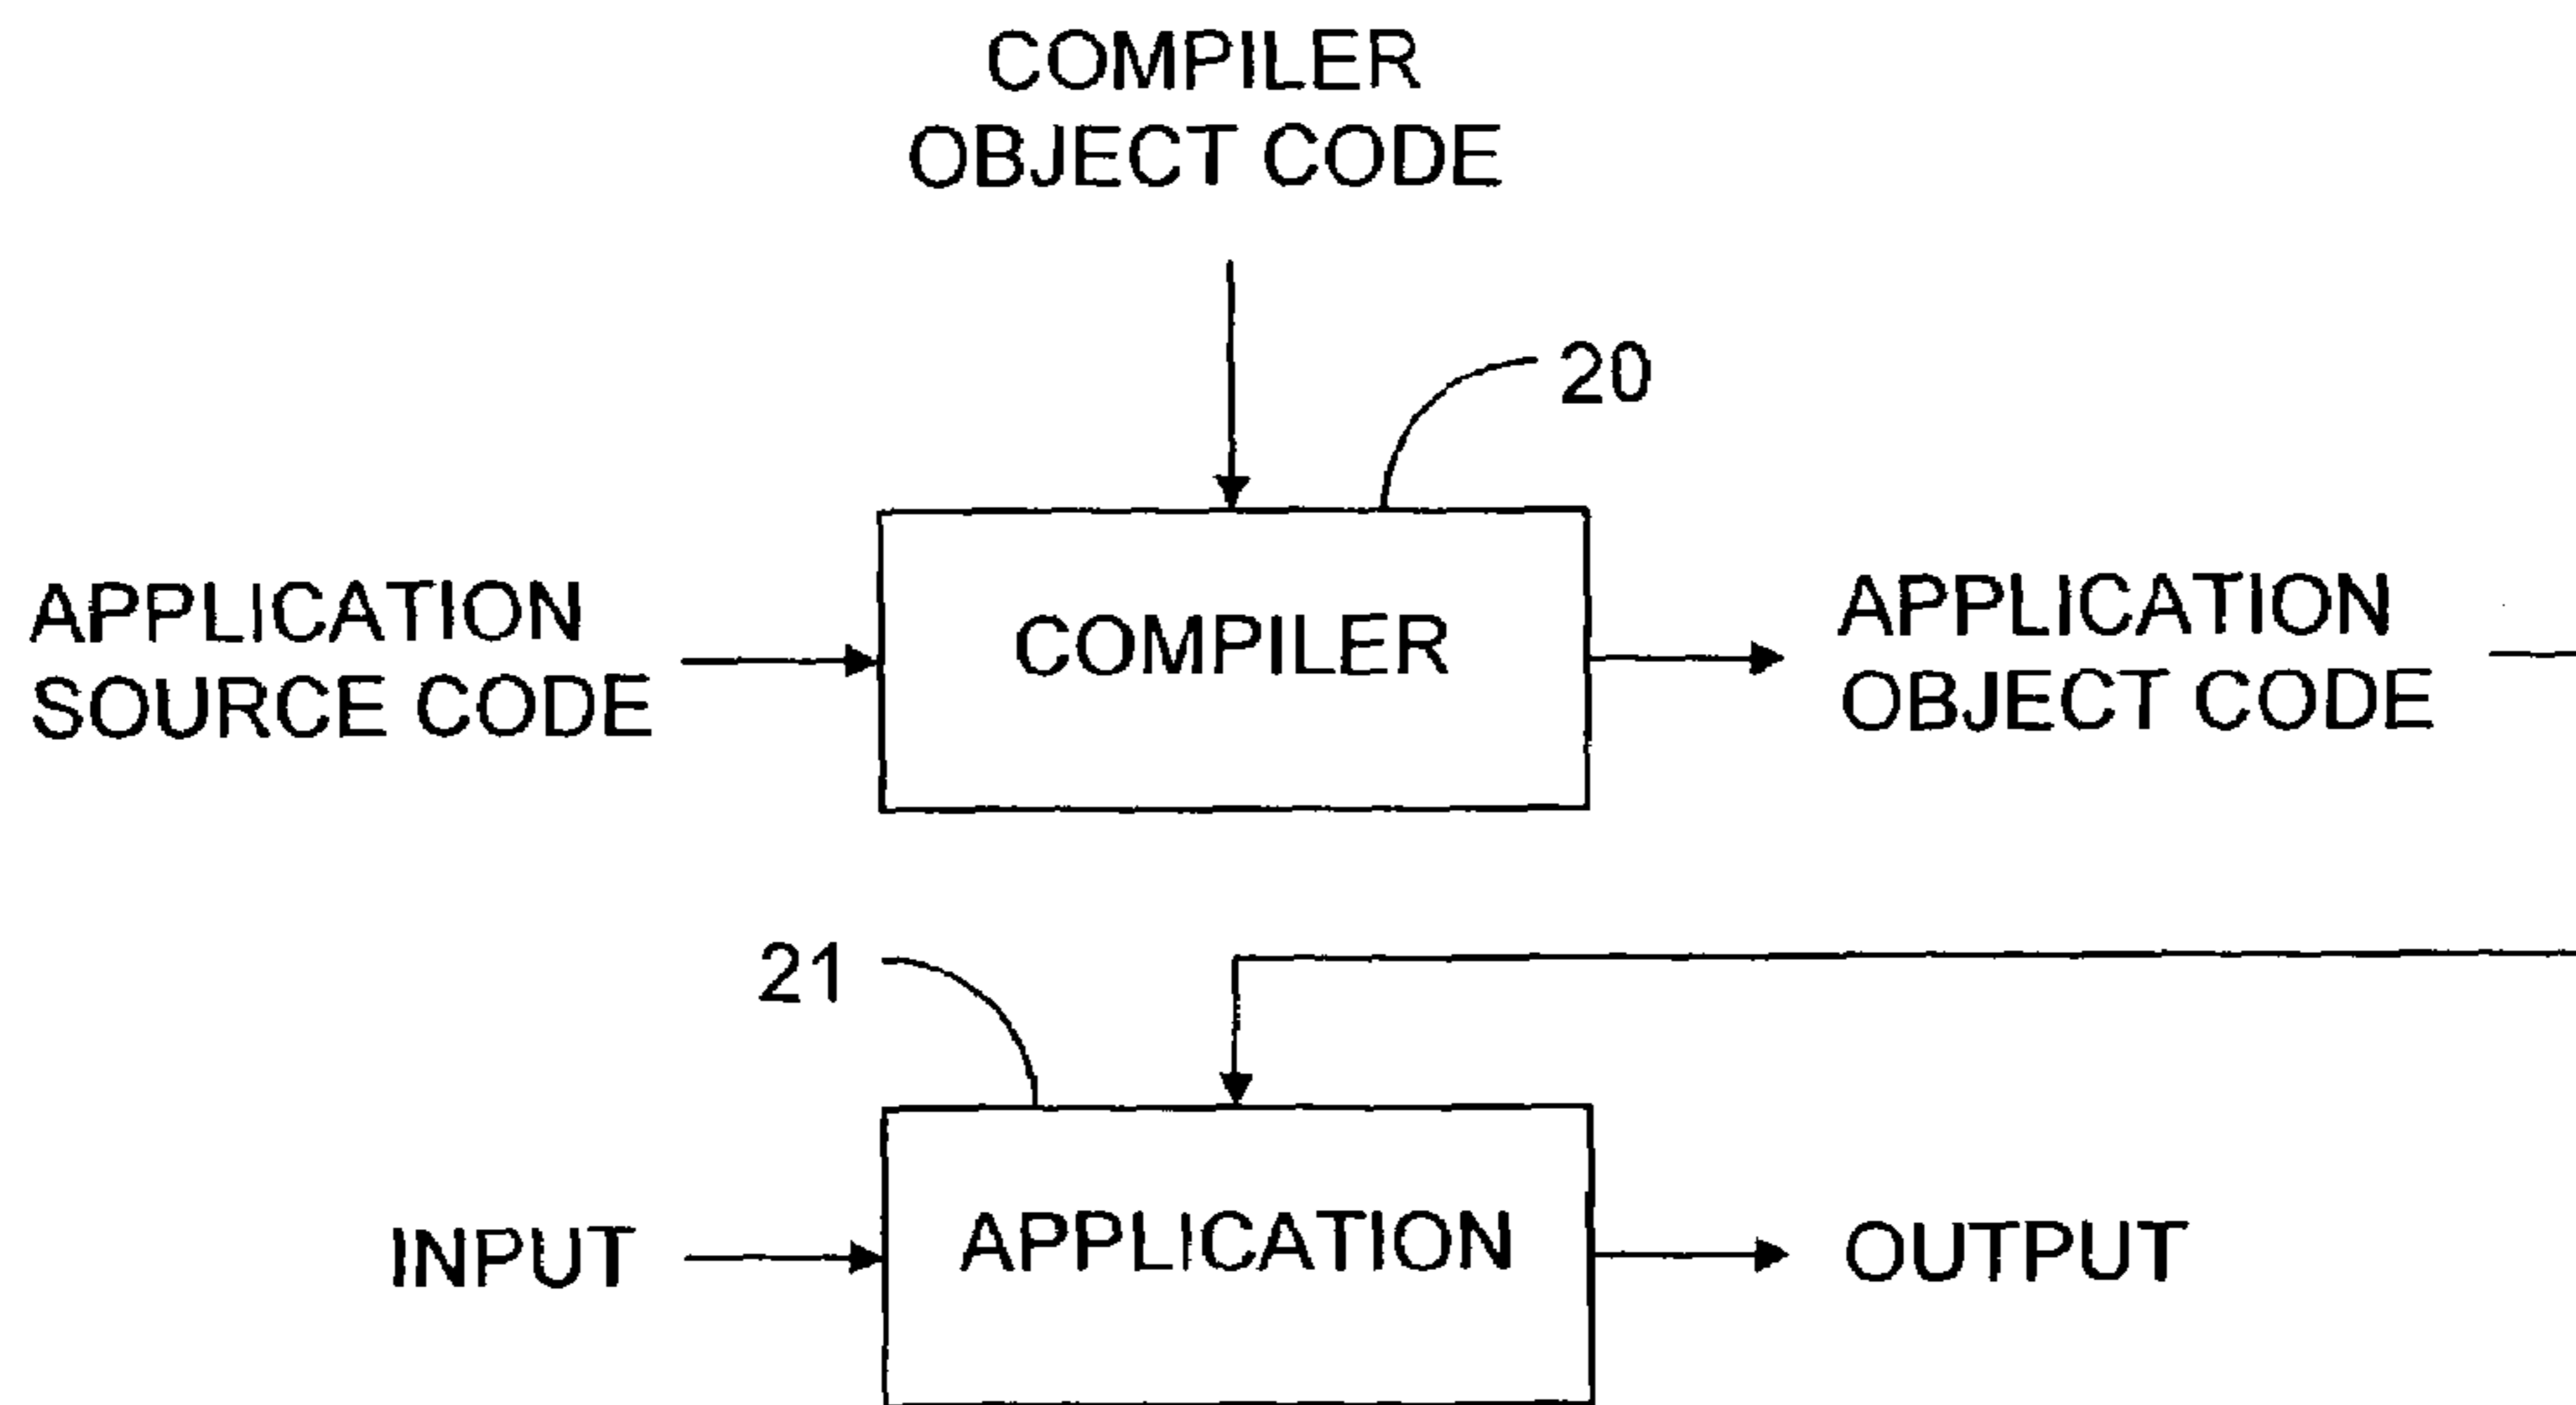 COMPILER
OBJECT CODE
20
APPLICATION
SOURCE CODE
COMPILER
APPLICATION
OBJECT CODE
21
INPUT
APPLICATION
OUTPUT